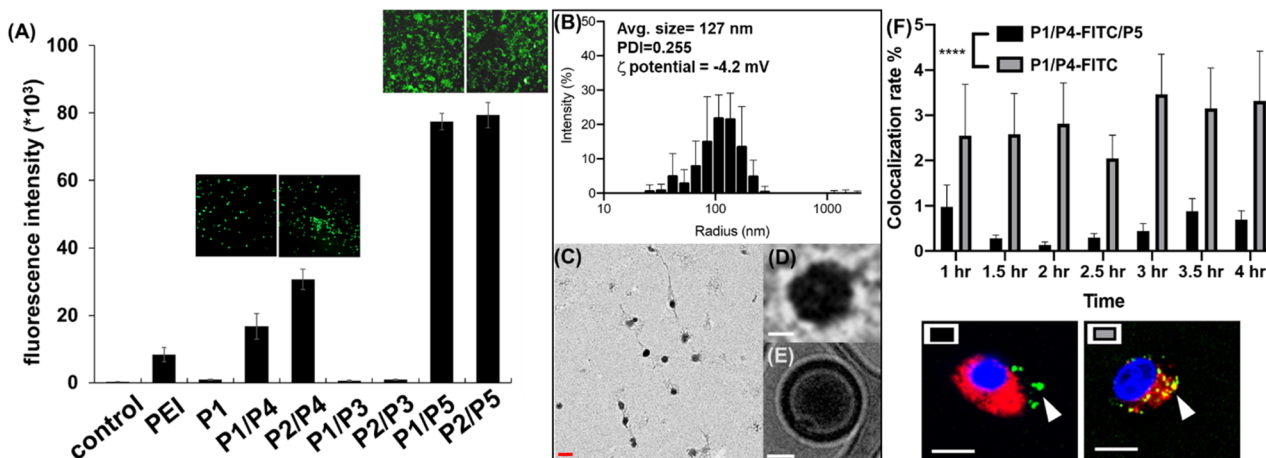 (A)
fluorescence intensity (*10³)
100
80
60
40
20
0
control
PEI
P1
P1/P4
P2/P4
P1/P3
P2/P3
P1/P5
P2/P5
(B)
Avg. size= 127 nm
PDI=0.255
ζ potential = -4.2 mV
Intensity (%)
50
40
30
20
10
0
10
100
1000
Radius (nm)
(C)
(D)
(E)
(F)
P1/P4-FITC/P5
P1/P4-FITC
****
Colocalization rate %
5
4
3
2
1
0
1 hr
1.5 hr
2 hr
2.5 hr
3 hr
3.5 hr
4 hr
Time